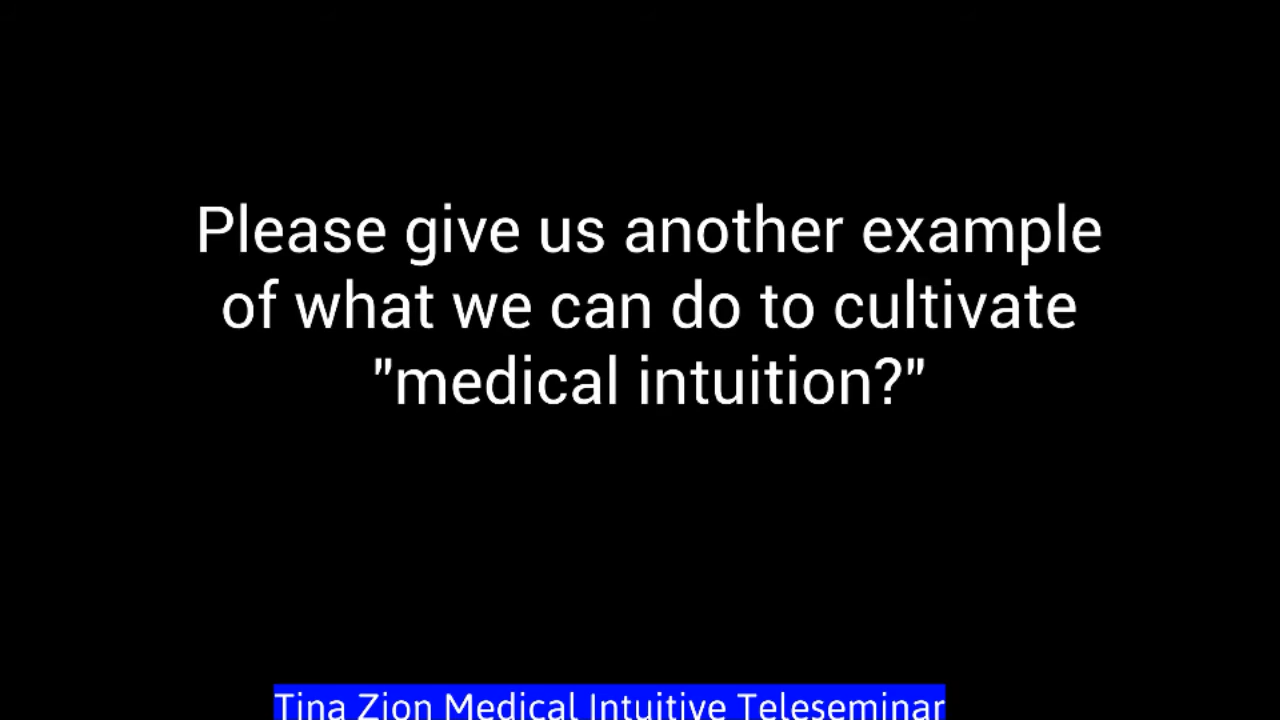 Please give us another example
of what we can do to cultivate
"medical intuition?"
Tina Zion Medical Intuitive Teleseminar